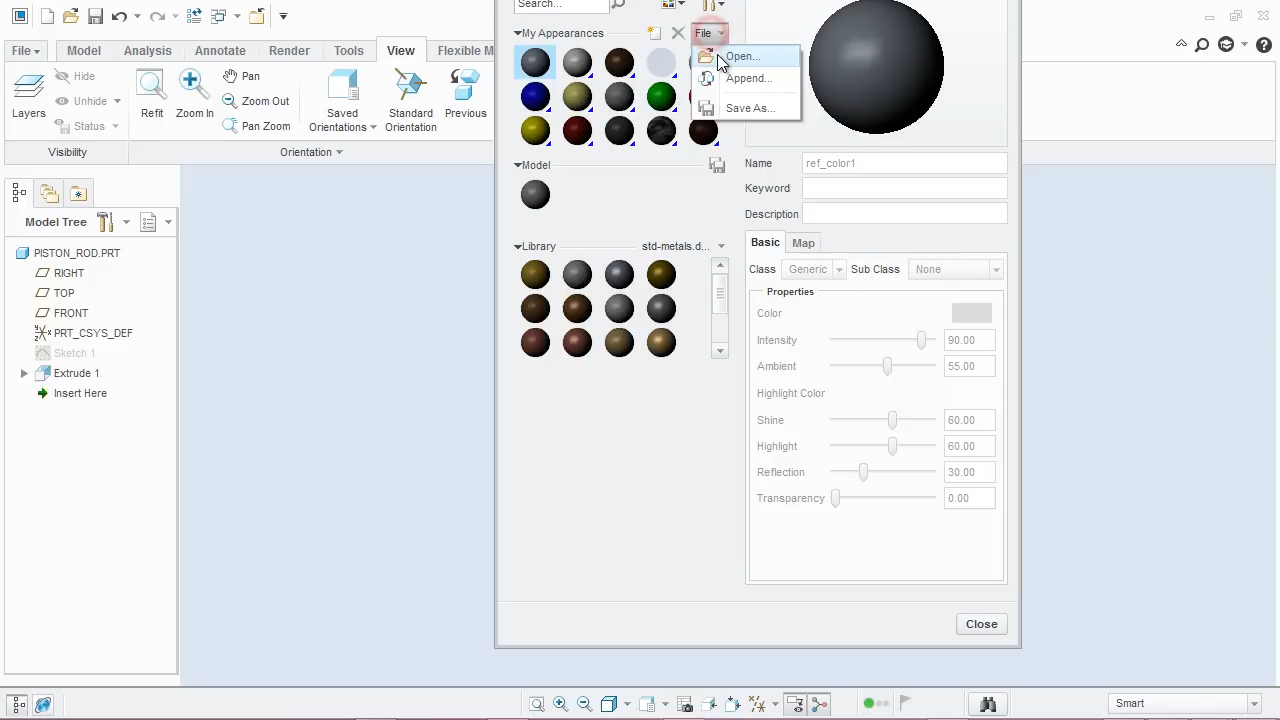 Search...
File
Model
Analysis
Annotate
Render
Tools
View
Flexible M
Layers
Hide
Unhide
Status
Visibility
Refit
Zoom In
Pan
Zoom Out
Pan Zoom
Saved
Orientations
Standard
Orientation
Previous
Orientation
My Appearances
File
Open...
Append...
Save As...
Model
Library
std-metals.d...
Name
ref_color1
Keyword
Description
Basic
Map
Class
Generic
Sub Class
None
Properties
Color
Intensity
90.00
Ambient
55.00
Highlight Color
Shine
60.00
Highlight
60.00
Reflection
30.00
Transparency
0.00
Close
Model Tree
PISTON_ROD.PRT
RIGHT
TOP
FRONT
PRT_CSYS_DEF
Sketch 1
Extrude 1
Insert Here
Smart